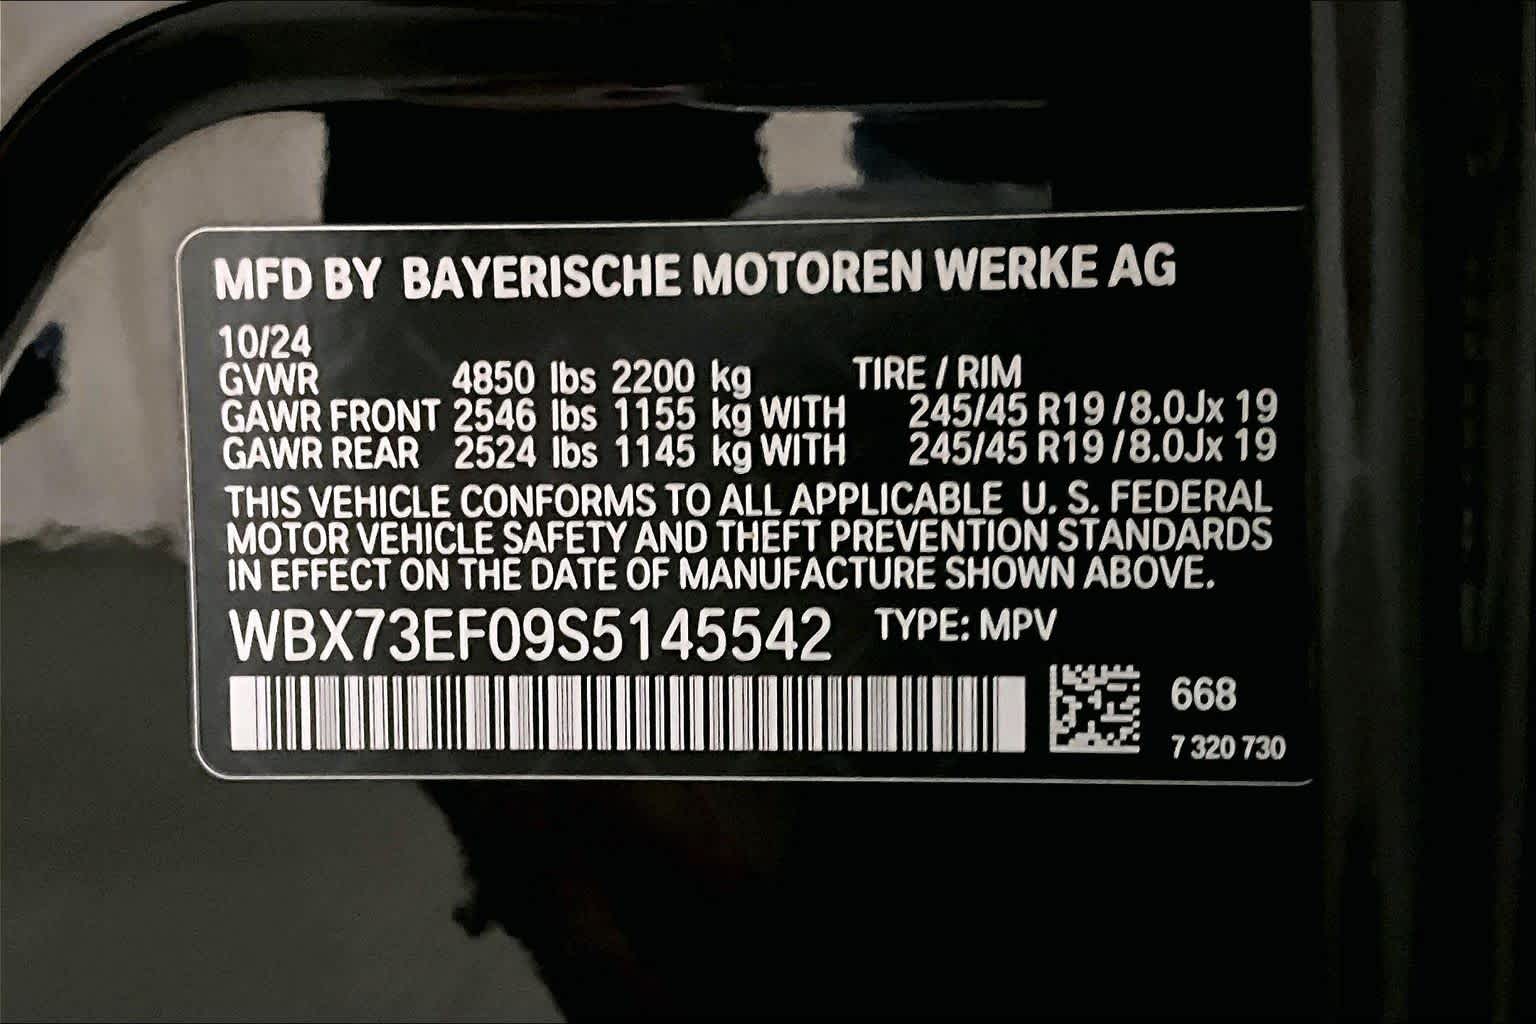 MFD BY BAYERISCHE MOTOREN WERKE AG
10/24
GVWR 4850 lbs 2200 kg TIRE / RIM
GAWR FRONT 2546 lbs 1155 kg WITH 245/45 R19 / 8.0Jx 19
GAWR REAR 2524 lbs 1145 kg WITH 245/45 R19 / 8.0Jx 19
THIS VEHICLE CONFORMS TO ALL APPLICABLE U. S. FEDERAL
MOTOR VEHICLE SAFETY AND THEFT PREVENTION STANDARDS
IN EFFECT ON THE DATE OF MANUFACTURE SHOWN ABOVE.
WBX73EF09S5145542 TYPE: MPV
668
7 320 730